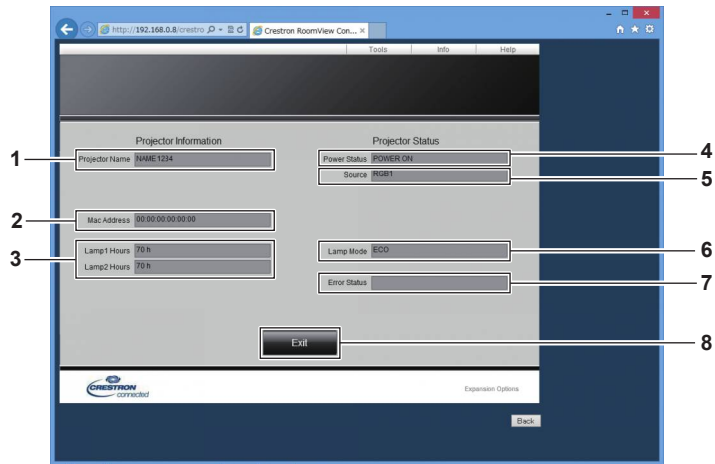 http://192.168.0.8/crestro
Crestron RoomView Con... ×
Tools Info Help
Projector Information Projector Status
1 Projector Name NAME1234 Power Status POWER ON 4
Source RGB1 5
2 Mac Address 00:00:00:00:00:00
3 Lamp1 Hours 70 h Lamp Mode ECO 6
Lamp2 Hours 70 h
Error Status 7
Exit 8
CRESTRON connected Expansion Options
Back